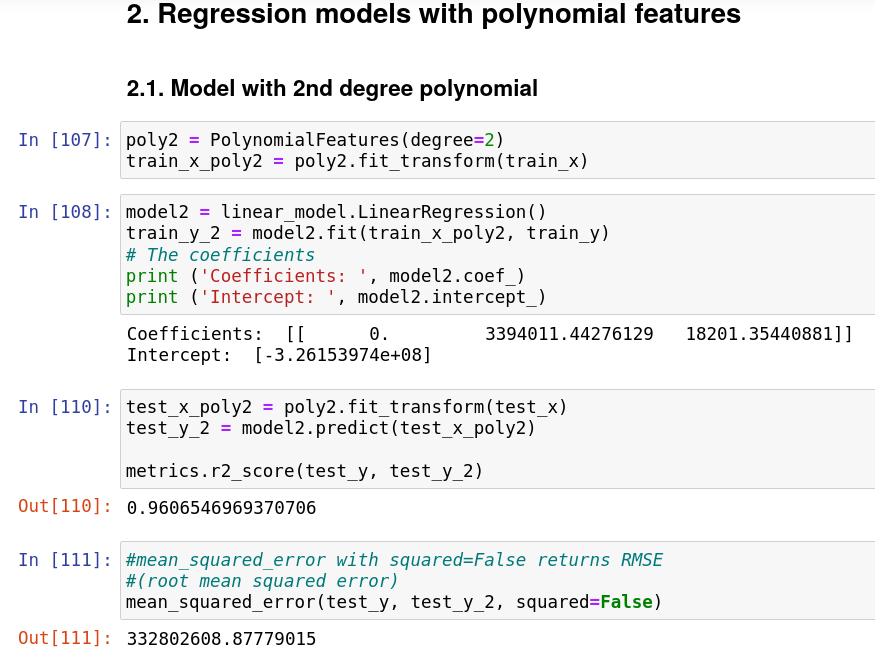 2. Regression models with polynomial features
2.1. Model with 2nd degree polynomial
In [107]: poly2 = PolynomialFeatures(degree=2)
train_x_poly2 = poly2.fit_transform(train_x)
In [108]: model2 = linear_model.LinearRegression()
train_y_2 = model2.fit(train_x_poly2, train_y)
# The coefficients
print ('Coefficients: ', model2.coef_)
print ('Intercept: ', model2.intercept_)
Coefficients:  [[      0.         3394011.44276129   18201.35440881]]
Intercept:  [-3.26153974e+08]
In [110]: test_x_poly2 = poly2.fit_transform(test_x)
test_y_2 = model2.predict(test_x_poly2)
metrics.r2_score(test_y, test_y_2)
Out[110]: 0.9606546969370706
In [111]: #mean_squared_error with squared=False returns RMSE
#(root mean squared error)
mean_squared_error(test_y, test_y_2, squared=False)
Out[111]: 332802608.87779015